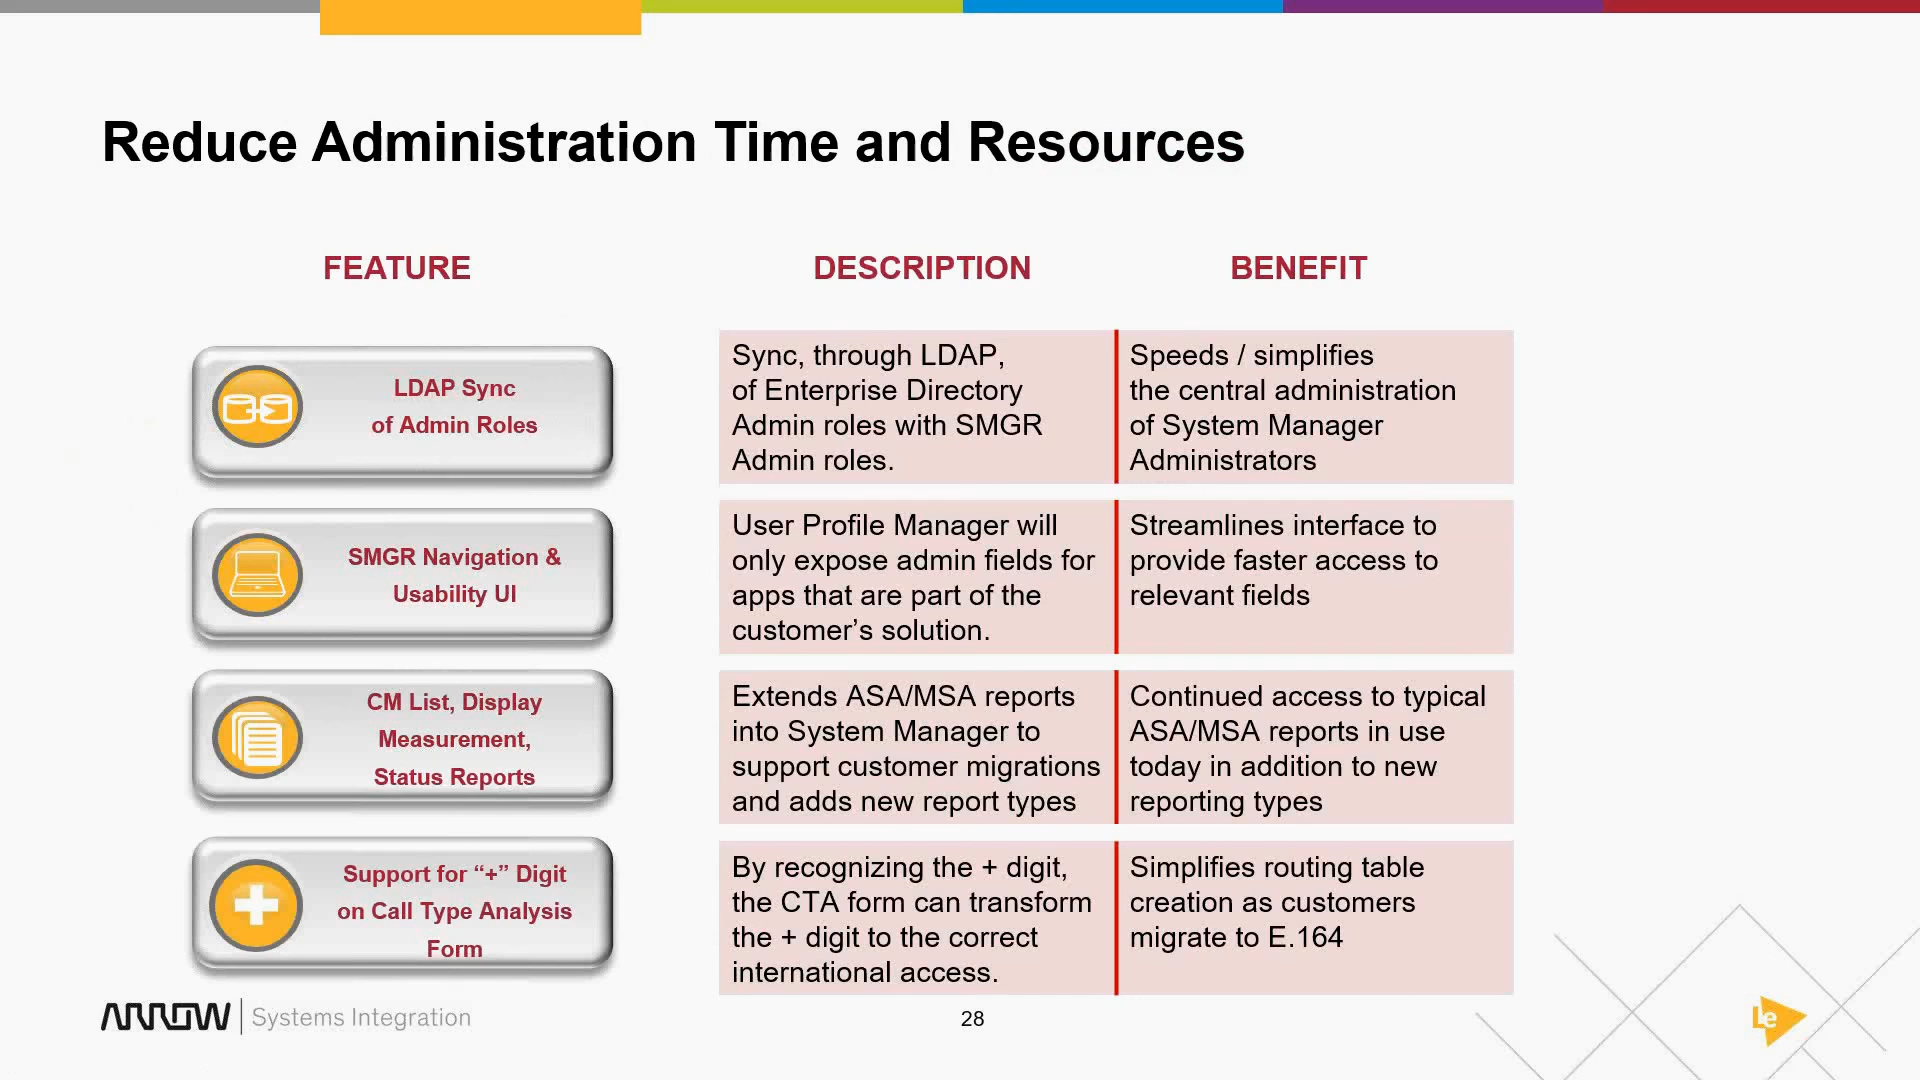 Reduce Administration Time and Resources
FEATURE
DESCRIPTION
BENEFIT
LDAP Sync
of Admin Roles
Sync, through LDAP,
of Enterprise Directory
Admin roles with SMGR
Admin roles.
Speeds / simplifies
the central administration
of System Manager
Administrators
SMGR Navigation &
Usability UI
User Profile Manager will
only expose admin fields for
apps that are part of the
customer’s solution.
Streamlines interface to
provide faster access to
relevant fields
CM List, Display
Measurement,
Status Reports
Extends ASA/MSA reports
into System Manager to
support customer migrations
and adds new report types
Continued access to typical
ASA/MSA reports in use
today in addition to new
reporting types
Support for “+” Digit
on Call Type Analysis
Form
By recognizing the + digit,
the CTA form can transform
the + digit to the correct
international access.
Simplifies routing table
creation as customers
migrate to E.164
ARROW Systems Integration
28
Le